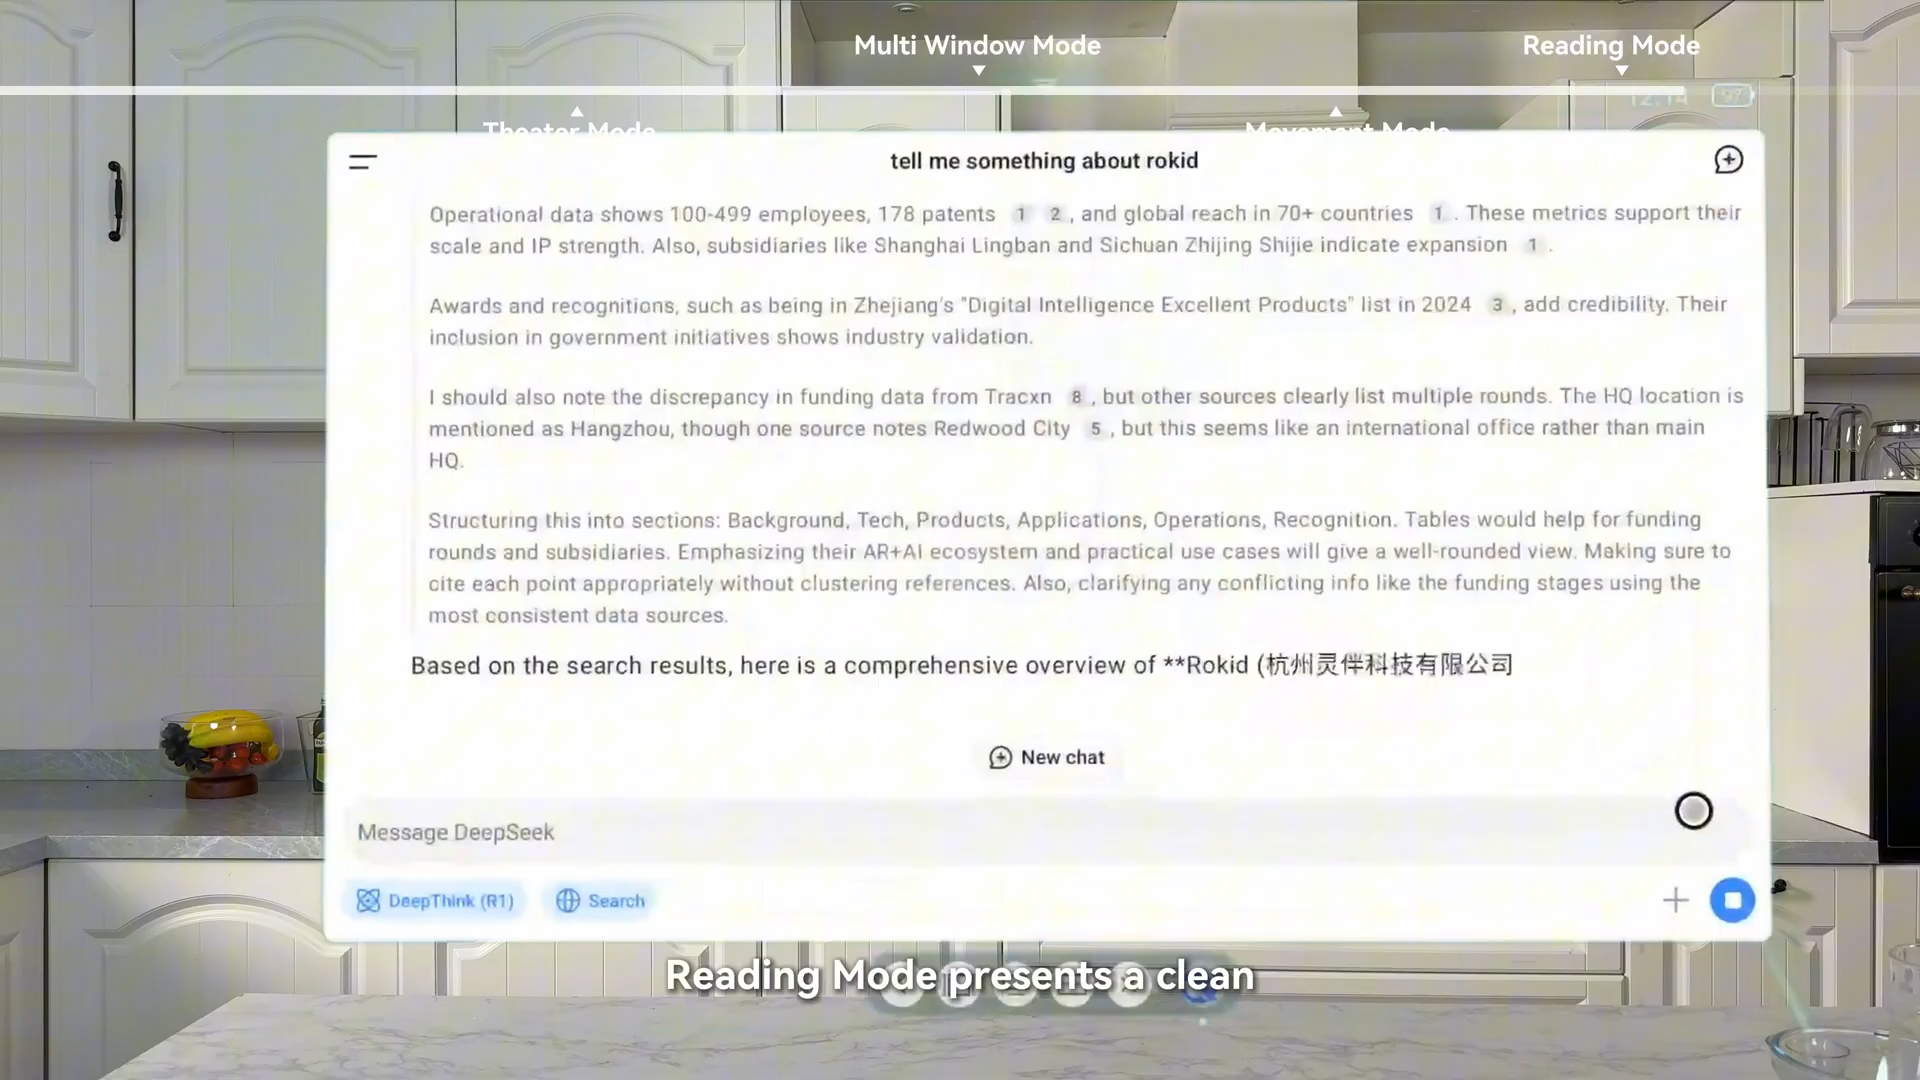 Multi Window Mode
Reading Mode
12:14
97
Theater Mode
Movement Mode
tell me something about rokid
Operational data shows 100-499 employees, 178 patents 1 2 , and global reach in 70+ countries 1 . These metrics support their
scale and IP strength. Also, subsidiaries like Shanghai Lingban and Sichuan Zhijing Shijie indicate expansion 1 .
Awards and recognitions, such as being in Zhejiang's "Digital Intelligence Excellent Products" list in 2024 3 , add credibility. Their
inclusion in government initiatives shows industry validation.
I should also note the discrepancy in funding data from Tracxn 8 , but other sources clearly list multiple rounds. The HQ location is
mentioned as Hangzhou, though one source notes Redwood City 5 , but this seems like an international office rather than main
HQ.
Structuring this into sections: Background, Tech, Products, Applications, Operations, Recognition. Tables would help for funding
rounds and subsidiaries. Emphasizing their AR+AI ecosystem and practical use cases will give a well-rounded view. Making sure to
cite each point appropriately without clustering references. Also, clarifying any conflicting info like the funding stages using the
most consistent data sources.
Based on the search results, here is a comprehensive overview of **Rokid (杭州灵伴科技有限公司
New chat
Message DeepSeek
DeepThink (R1)
Search
Reading Mode presents a clean